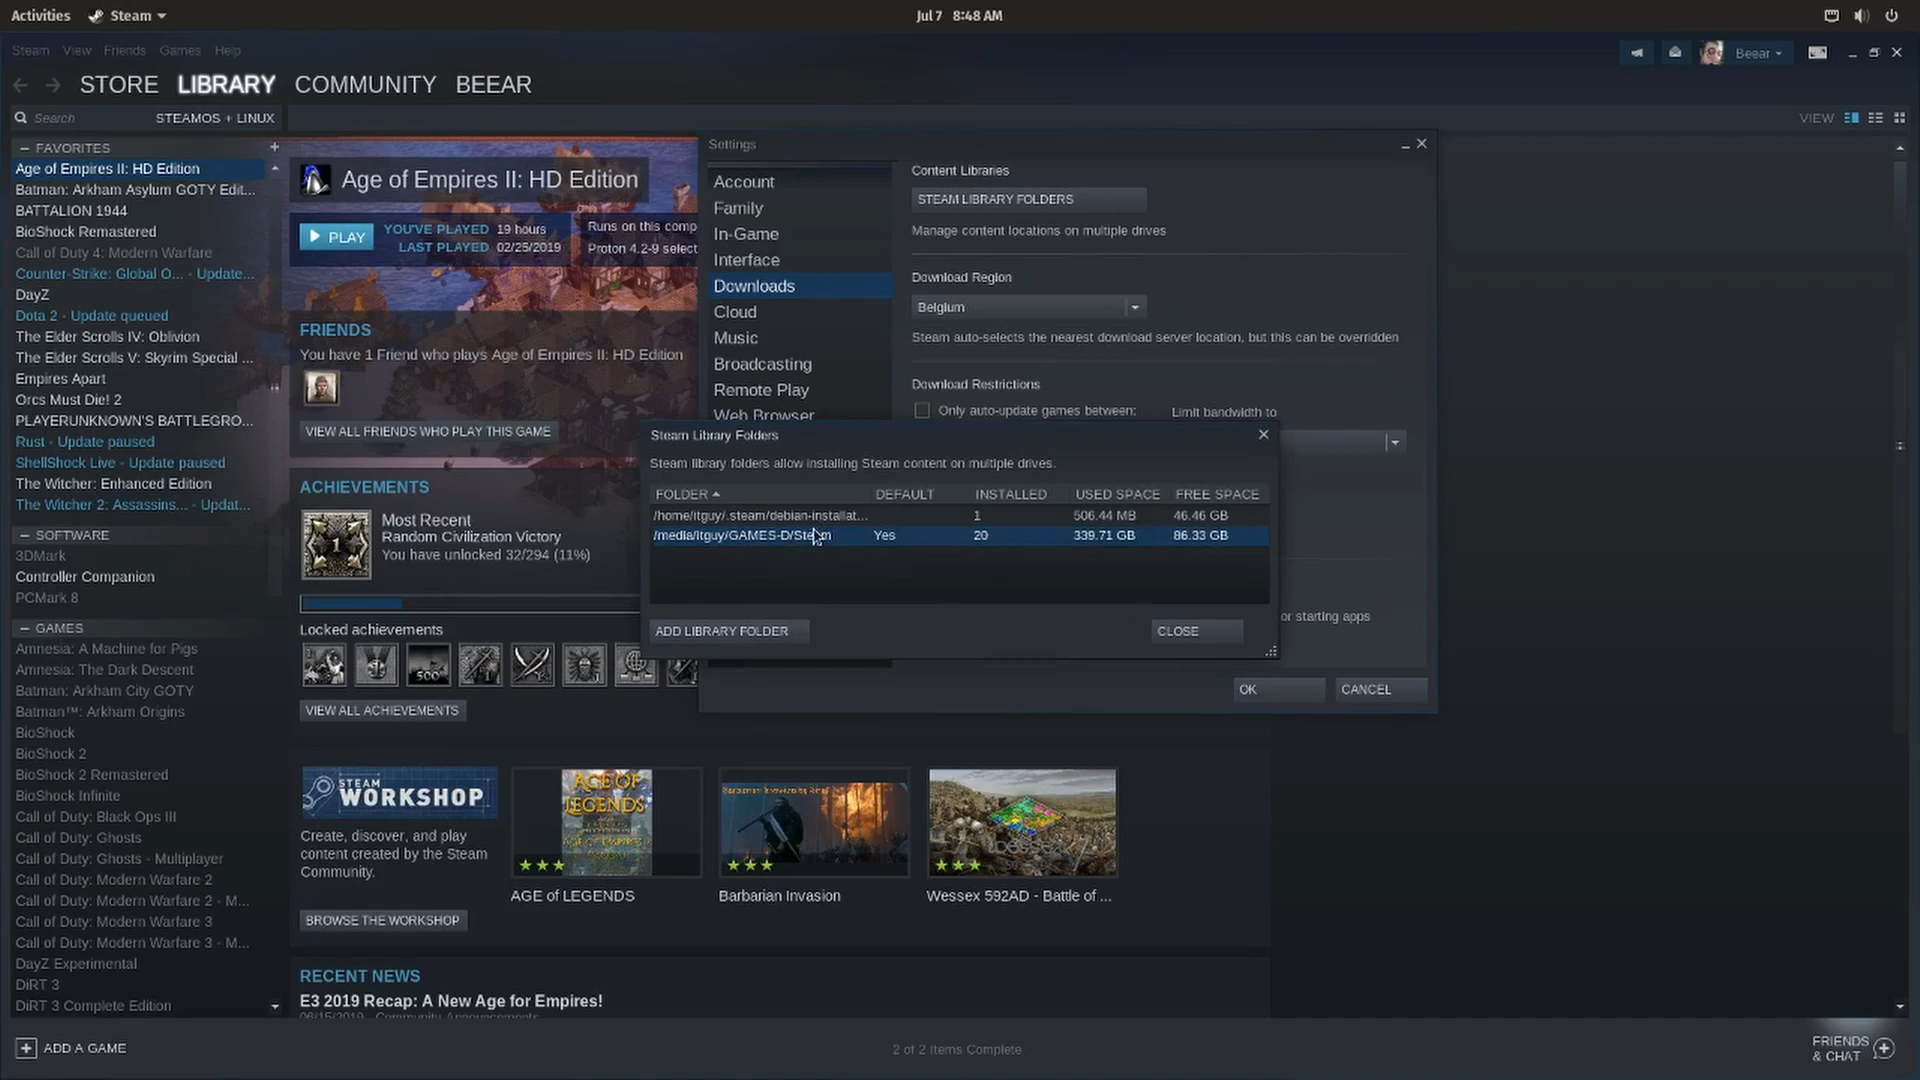 Activities Steam Jul 7 8:48 AM
Steam View Friends Games Help
Beear
STORE LIBRARY COMMUNITY BEEAR
Search STEAMOS + LINUX
VIEW
FAVORITES +
Age of Empires II: HD Edition
Batman: Arkham Asylum GOTY Edit...
BATTALION 1944
BioShock Remastered
Call of Duty 4: Modern Warfare
Counter-Strike: Global O... - Update...
DayZ
Dota 2 - Update queued
The Elder Scrolls IV: Oblivion
The Elder Scrolls V: Skyrim Special ...
Empires Apart
Orcs Must Die! 2
PLAYERUNKNOWN'S BATTLEGRO...
Rust - Update paused
ShellShock Live - Update paused
The Witcher: Enhanced Edition
The Witcher 2: Assassins... - Updat...
SOFTWARE
3DMark
Controller Companion
PCMark 8
GAMES
Amnesia: A Machine for Pigs
Amnesia: The Dark Descent
Batman: Arkham City GOTY
Batman™: Arkham Origins
BioShock
BioShock 2
BioShock 2 Remastered
BioShock Infinite
Call of Duty: Black Ops III
Call of Duty: Ghosts
Call of Duty: Ghosts - Multiplayer
Call of Duty: Modern Warfare 2
Call of Duty: Modern Warfare 2 - M...
Call of Duty: Modern Warfare 3
Call of Duty: Modern Warfare 3 - M...
DayZ Experimental
DiRT 3
DiRT 3 Complete Edition
Age of Empires II: HD Edition
PLAY
YOU'VE PLAYED 19 hours
LAST PLAYED 02/25/2019
Runs on this comp
Proton 4.2-9 select
FRIENDS
You have 1 Friend who plays Age of Empires II: HD Edition
VIEW ALL FRIENDS WHO PLAY THIS GAME
ACHIEVEMENTS
Most Recent
Random Civilization Victory
You have unlocked 32/294 (11%)
Locked achievements
500
VIEW ALL ACHIEVEMENTS
STEAM
WORKSHOP
Create, discover, and play
content created by the Steam
Community.
BROWSE THE WORKSHOP
AGE OF
LEGENDS
AGE of LEGENDS
Barbarian Invasion
Wessex 592AD - Battle of ...
RECENT NEWS
E3 2019 Recap: A New Age for Empires!
06/15/2019 - Community Announcements
Settings
Account
Family
In-Game
Interface
Downloads
Cloud
Music
Broadcasting
Remote Play
Web Browser
Content Libraries
STEAM LIBRARY FOLDERS
Manage content locations on multiple drives
Download Region
Belgium
Steam auto-selects the nearest download server location, but this can be overridden
Download Restrictions
Only auto-update games between: Limit bandwidth to
or starting apps
OK CANCEL
Steam Library Folders
Steam library folders allow installing Steam content on multiple drives.
FOLDER DEFAULT INSTALLED USED SPACE FREE SPACE
/home/itguy/.steam/debian-installat... 1 506.44 MB 46.46 GB
/media/itguy/GAMES-D/Steam Yes 20 339.71 GB 86.33 GB
ADD LIBRARY FOLDER CLOSE
+ ADD A GAME
2 of 2 Items Complete
FRIENDS
& CHAT